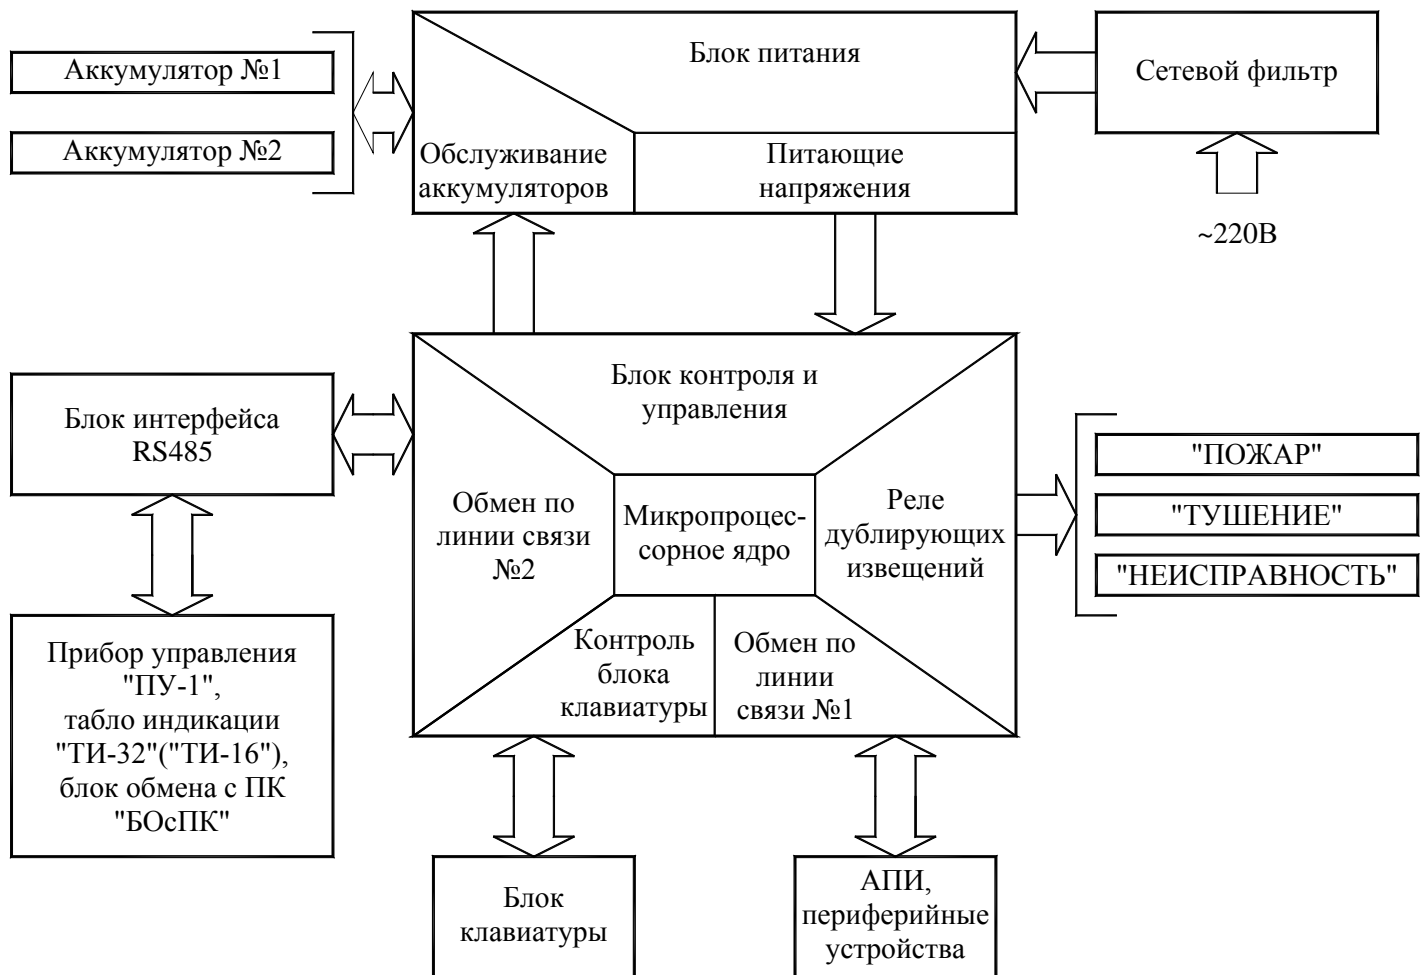 Аккумулятор №1
Аккумулятор №2
Блок питания
Обслуживание
аккумуляторов
Питающие
напряжения
Сетевой фильтр
~220В
Блок интерфейса
RS485
Блок контроля и
управления
Обмен по
линии связи
№2
Микропроцес-
сорное ядро
Реле
дублирующих
извещений
Контроль
блока
клавиатуры
Обмен по
линии
связи №1
"ПОЖАР"
"ТУШЕНИЕ"
"НЕИСПРАВНОСТЬ"
Прибор управления
"ПУ-1",
табло индикации
"ТИ-32"("ТИ-16"),
блок обмена с ПК
"БОсПК"
Блок
клавиатуры
АПИ,
периферийные
устройства